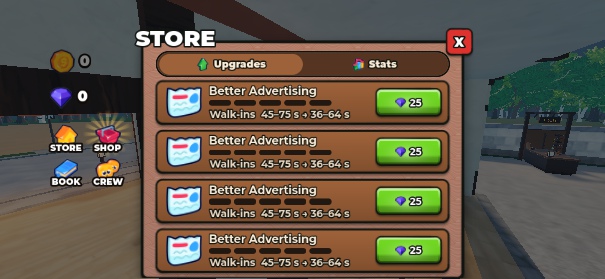 STORE
X
0
0
Upgrades
Stats
STORE
SHOP
BOOK
CREW
Better Advertising
Walk-ins 45-75 s → 36-64 s
25
Better Advertising
Walk-ins 45-75 s → 36-64 s
25
Better Advertising
Walk-ins 45-75 s → 36-64 s
25
Better Advertising
Walk-ins 45-75 s → 36-64 s
25